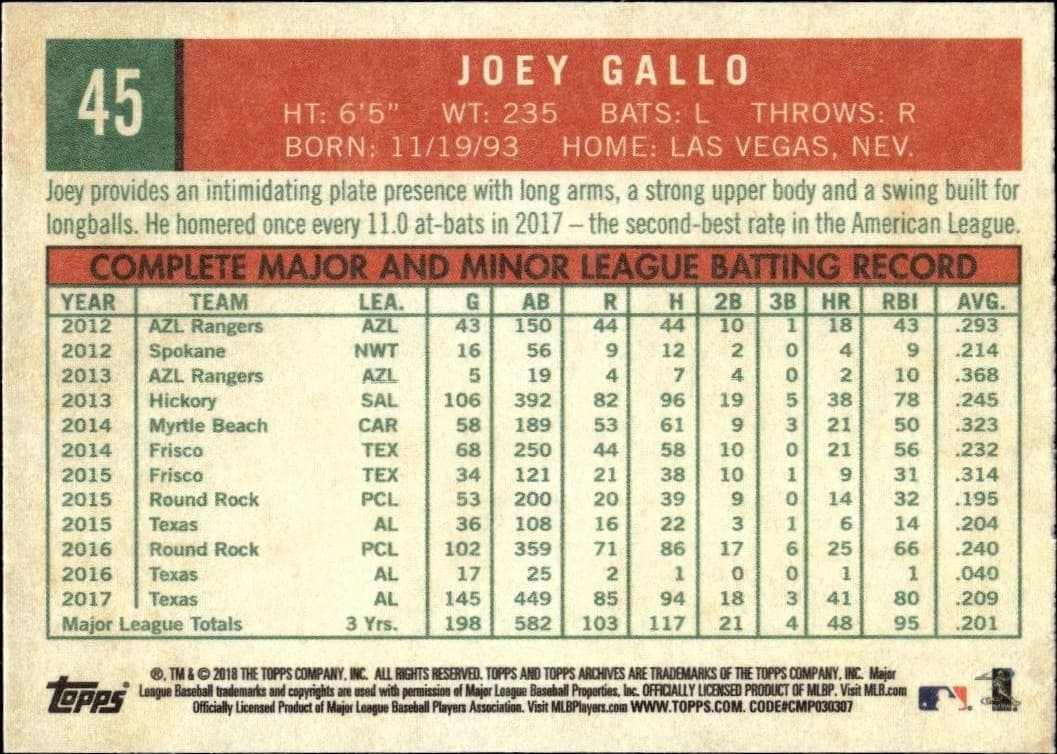 45
JOEY GALLO
HT: 6'5" WT: 235 BATS: L THROWS: R
BORN: 11/19/93 HOME: LAS VEGAS, NEV.
Joey provides an intimidating plate presence with long arms, a strong upper body and a swing built for
longballs. He homered once every 11.0 at-bats in 2017 – the second-best rate in the American League.
COMPLETE MAJOR AND MINOR LEAGUE BATTING RECORD
YEAR TEAM LEA. G AB R H 2B 3B HR RBI AVG.
2012 AZL Rangers AZL 43 150 44 44 10 1 18 43 .293
2012 Spokane NWT 16 56 9 12 2 0 4 9 .214
2013 AZL Rangers AZL 5 19 4 7 4 0 2 10 .368
2013 Hickory SAL 106 392 82 96 19 5 38 78 .245
2014 Myrtle Beach CAR 58 189 53 61 9 3 21 50 .323
2014 Frisco TEX 68 250 44 58 10 0 21 56 .232
2015 Frisco TEX 34 121 21 38 10 1 9 31 .314
2015 Round Rock PCL 53 200 20 39 9 0 14 32 .195
2015 Texas AL 36 108 16 22 3 1 6 14 .204
2016 Round Rock PCL 102 359 71 86 17 6 25 66 .240
2016 Texas AL 17 25 2 1 0 0 1 1 .040
2017 Texas AL 145 449 85 94 18 3 41 80 .209
Major League Totals 3 Yrs. 198 582 103 117 21 4 48 95 .201
®, TM & © 2018 THE TOPPS COMPANY, INC. ALL RIGHTS RESERVED. TOPPS AND TOPPS ARCHIVES ARE TRADEMARKS OF THE TOPPS COMPANY, INC. Major
League Baseball trademarks and copyrights are used with permission of Major League Baseball Properties, Inc. OFFICIALLY LICENSED PRODUCT OF MLBP. Visit MLB.com
Officially Licensed Product of Major League Baseball Players Association. Visit MLBPlayers.com WWW.TOPPS.COM. CODE#CMP030307
Topps®